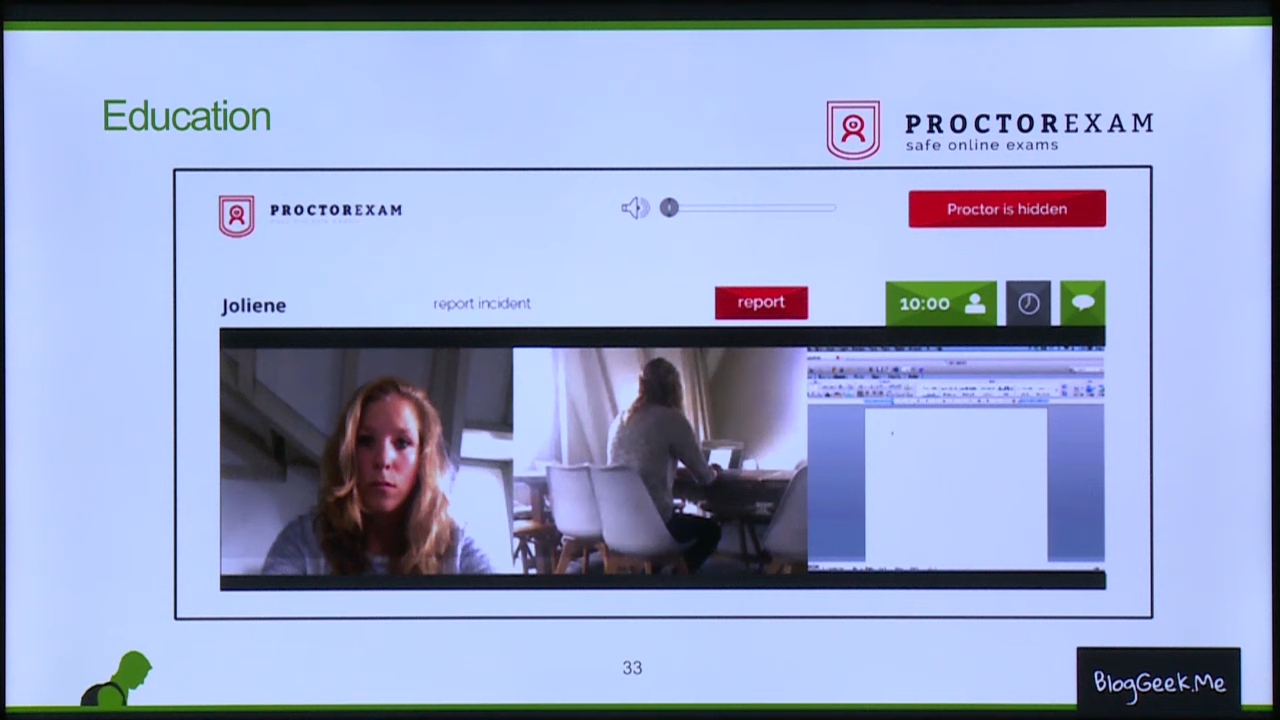 Education
PROCTOREXAM
safe online exams
PROCTOREXAM
Proctor is hidden
Joliene
report incident
report
10:00
33
BlogGeek.Me